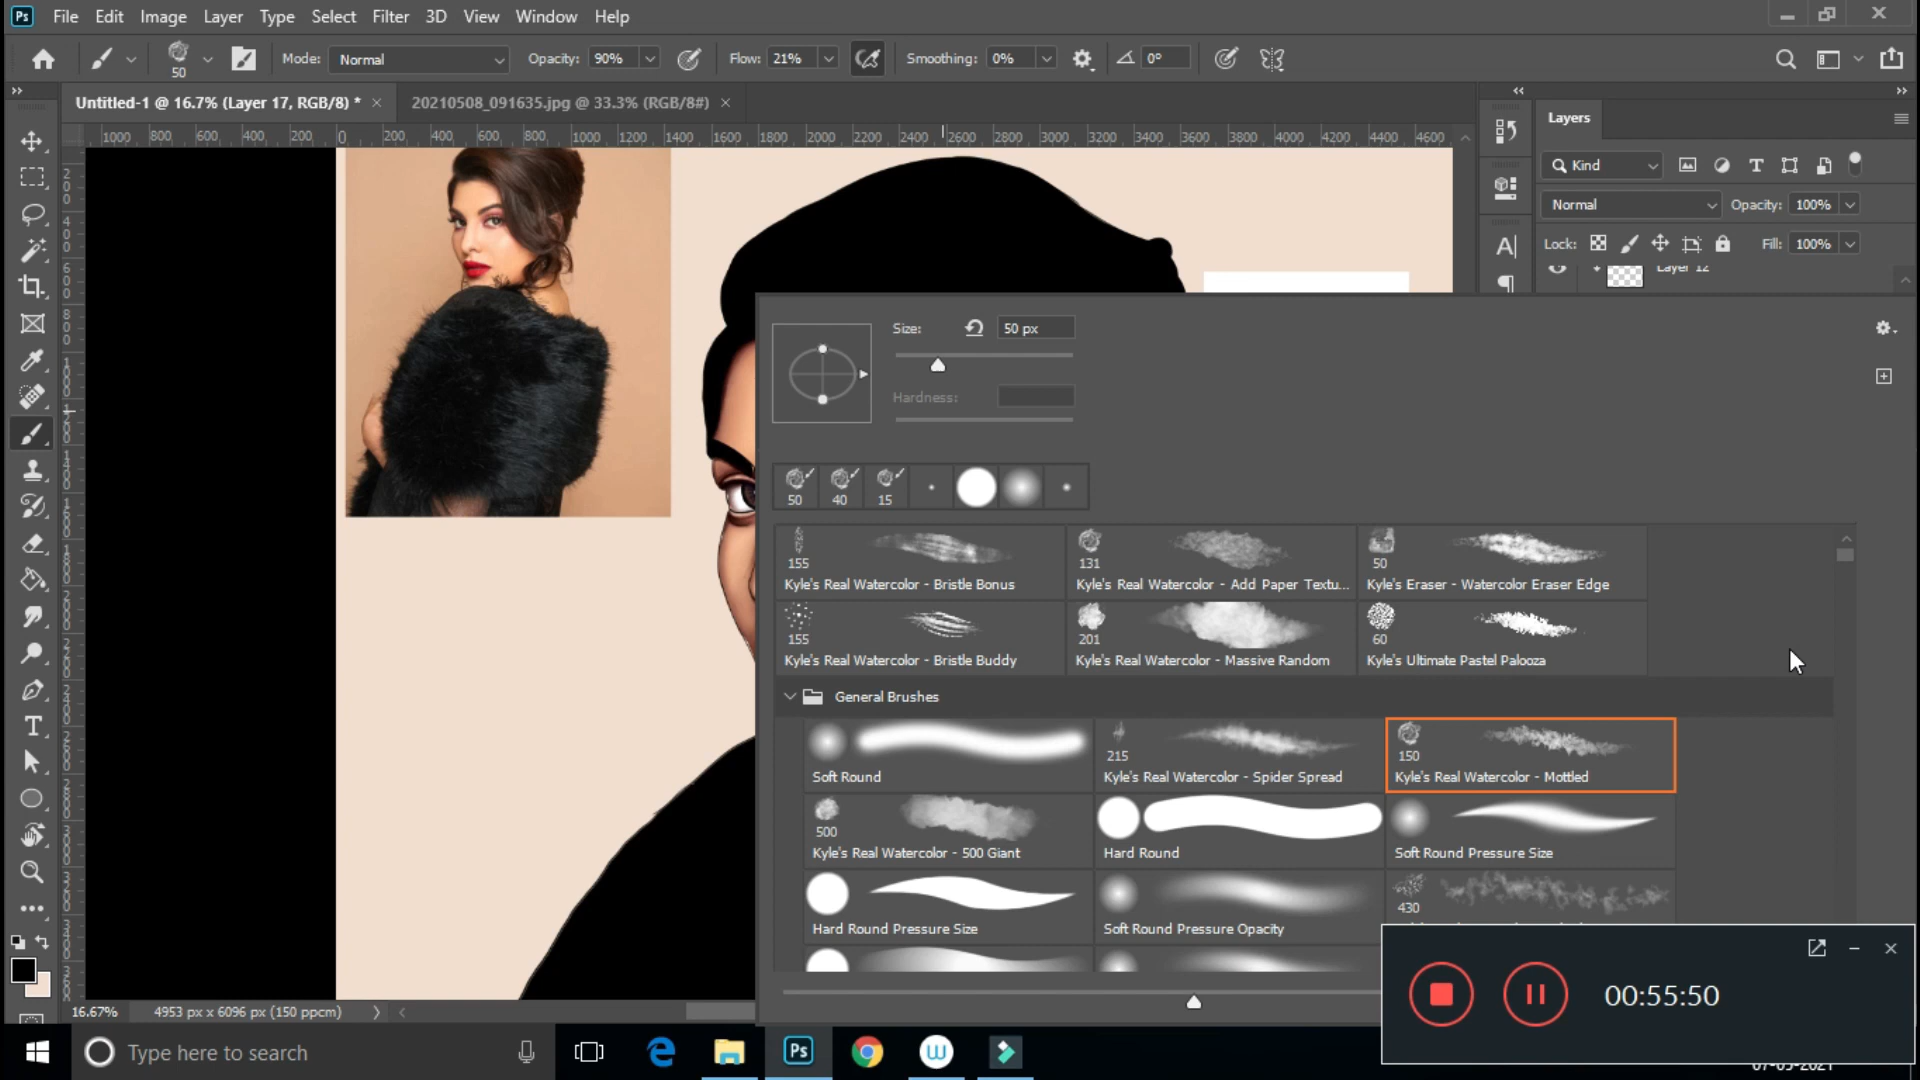 Ps File Edit Image Layer Type Select Filter 3D View Window Help
50 Mode: Normal Opacity: 90% Flow: 21% Smoothing: 0% 0°
Untitled-1 @ 16.7% (Layer 17, RGB/8) * × 20210508_091635.jpg @ 33.3% (RGB/8#) ×
Layers
1000 800 600 400 200 0 200 400 600 800 1000 1200 1400 1600 1800 2000 2200 2400 2600 2800 3000 3200 3400 3600 3800 4000 4200 4400 4600
Kind
Normal Opacity: 100%
Lock: Fill: 100%
Layer 12
Size: 50 px
Hardness:
50 40 15
155 131 50
Kyle's Real Watercolor - Bristle Bonus Kyle's Real Watercolor - Add Paper Textu... Kyle's Eraser - Watercolor Eraser Edge
155 201 60
Kyle's Real Watercolor - Bristle Buddy Kyle's Real Watercolor - Massive Random Kyle's Ultimate Pastel Palooza
General Brushes
215 150
Soft Round Kyle's Real Watercolor - Spider Spread Kyle's Real Watercolor - Mottled
500
Kyle's Real Watercolor - 500 Giant Hard Round Soft Round Pressure Size
430
Hard Round Pressure Size Soft Round Pressure Opacity
00:55:50
16.67% 4953 px x 6096 px (150 ppcm)
Type here to search Ps